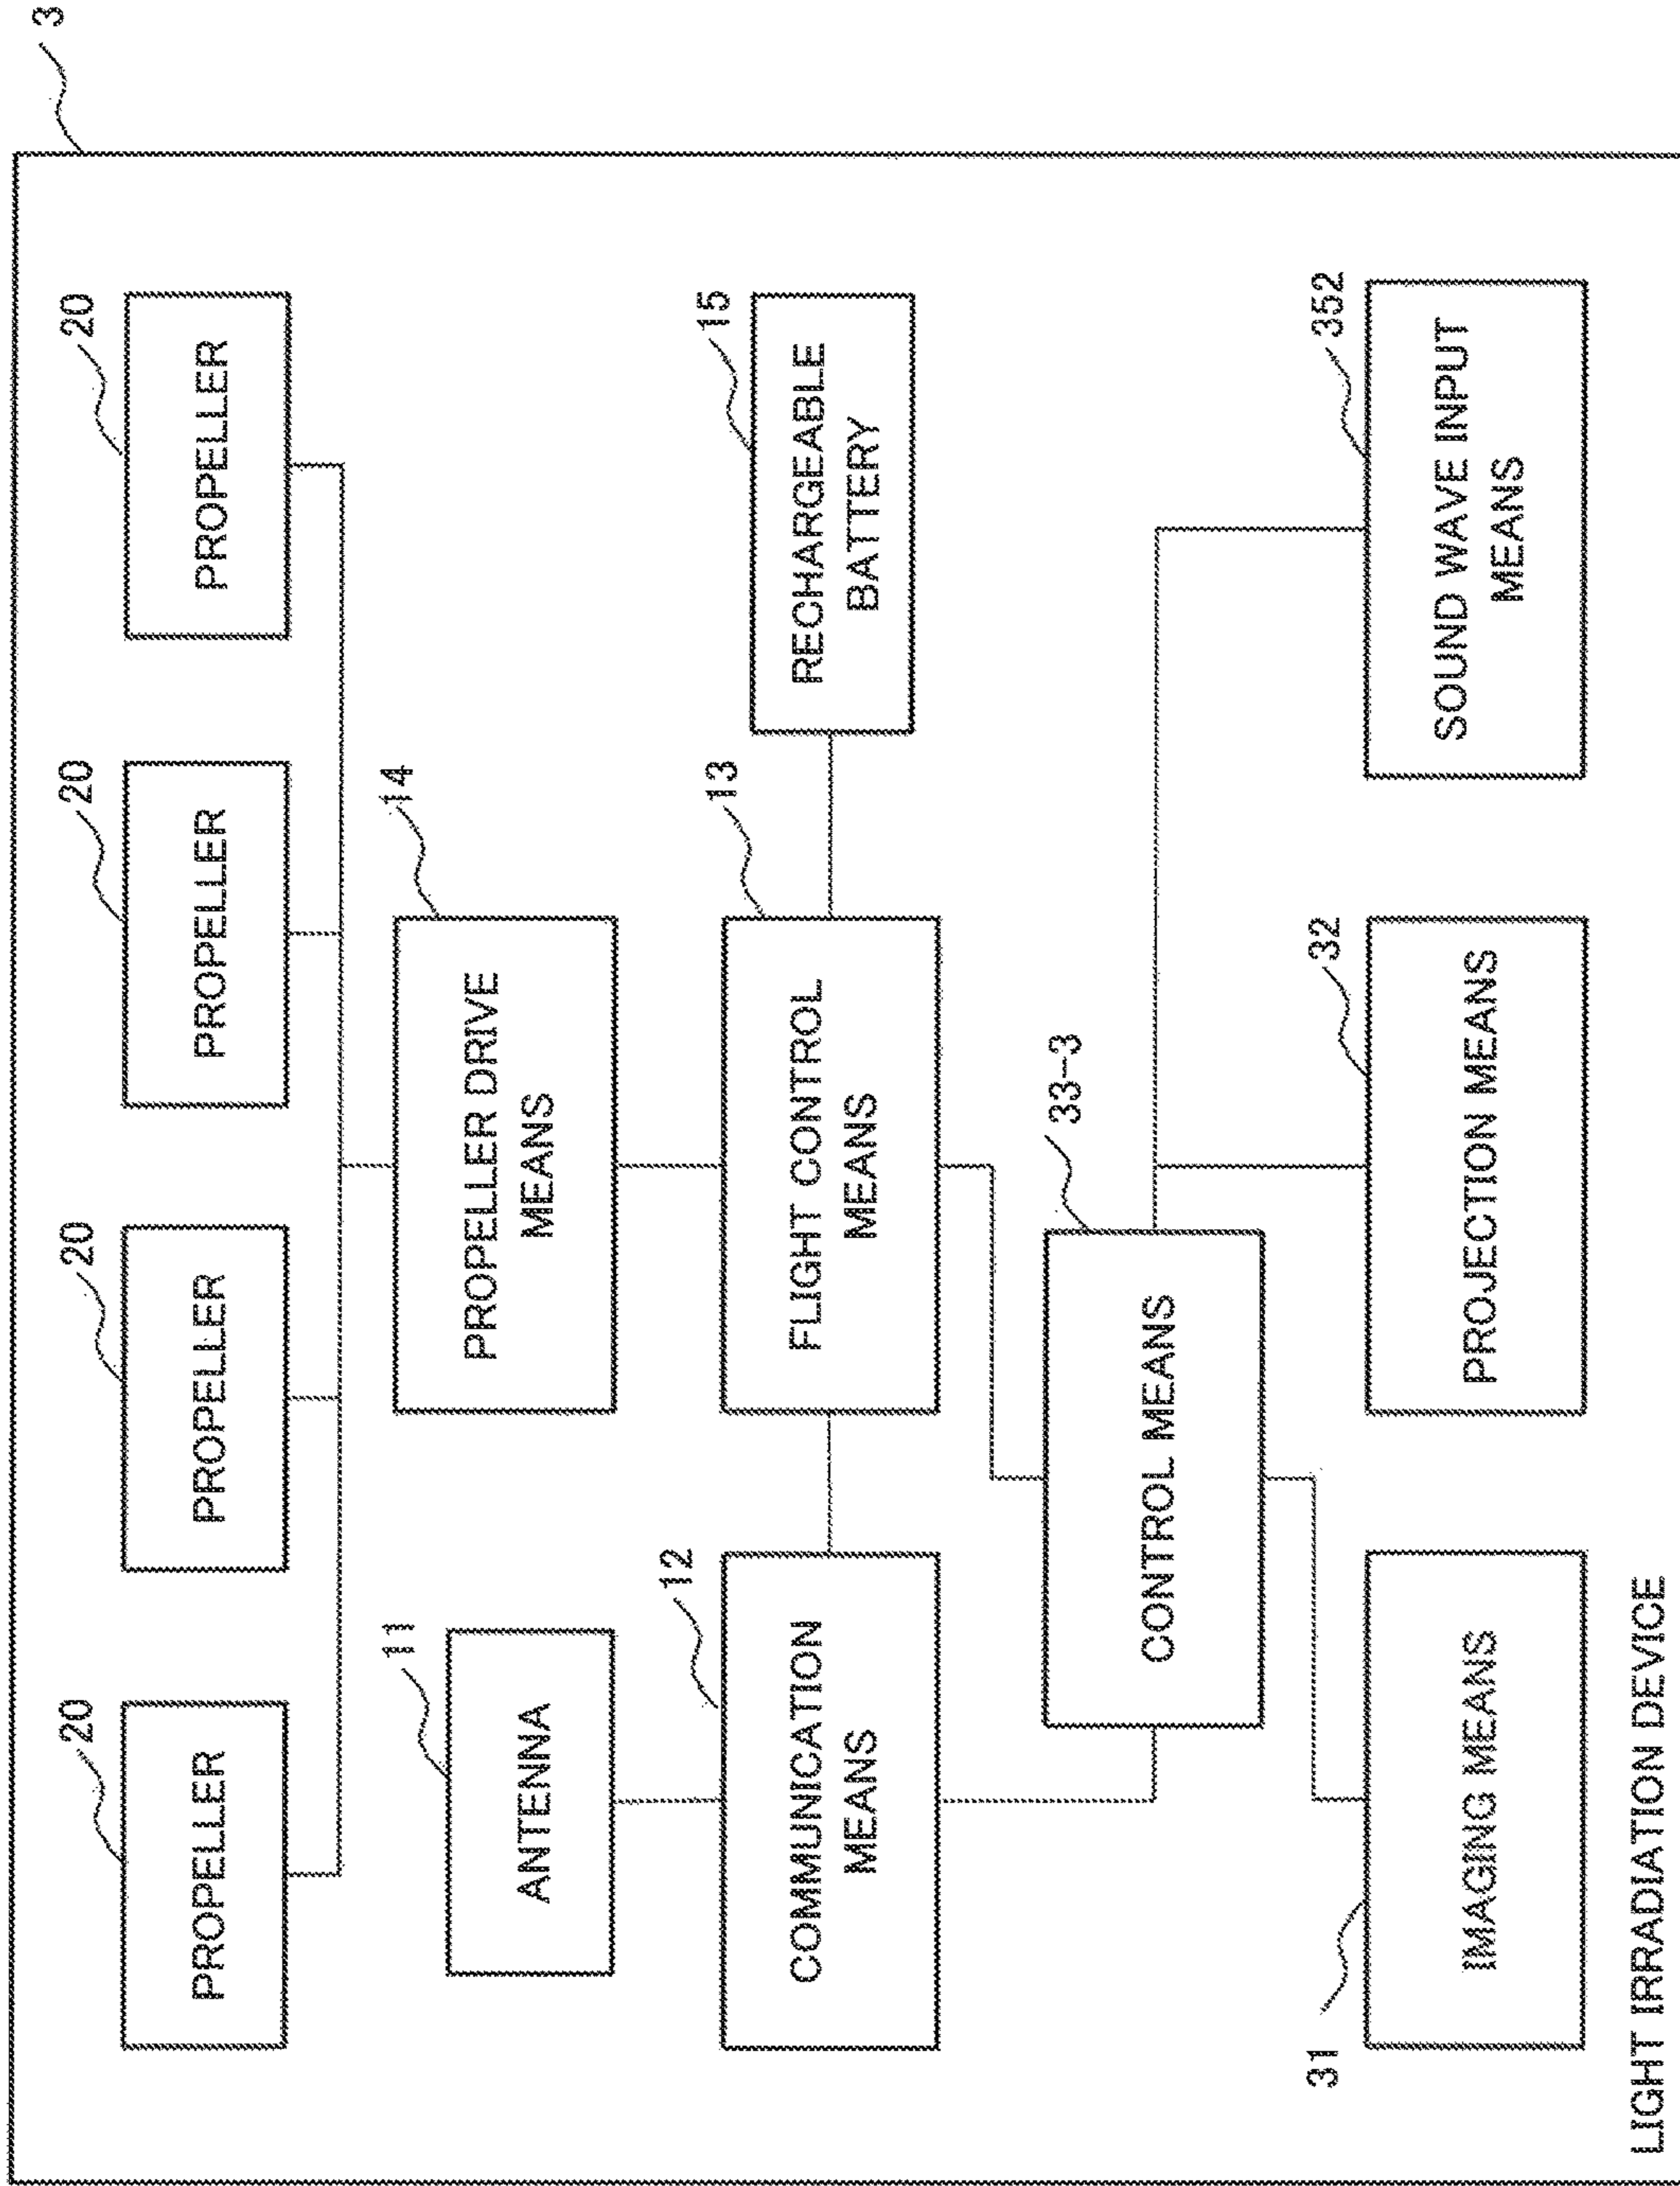 3
20
20
20
20
PROPELLER
PROPELLER
PROPELLER
PROPELLER
14
11
PROPELLER DRIVE
MEANS
ANTENNA
12
13
15
COMMUNICATION
MEANS
FLIGHT CONTROL
MEANS
RECHARGEABLE
BATTERY
33-3
CONTROL MEANS
31
32
352
IMAGING MEANS
PROJECTION MEANS
SOUND WAVE INPUT
MEANS
LIGHT IRRADIATION DEVICE